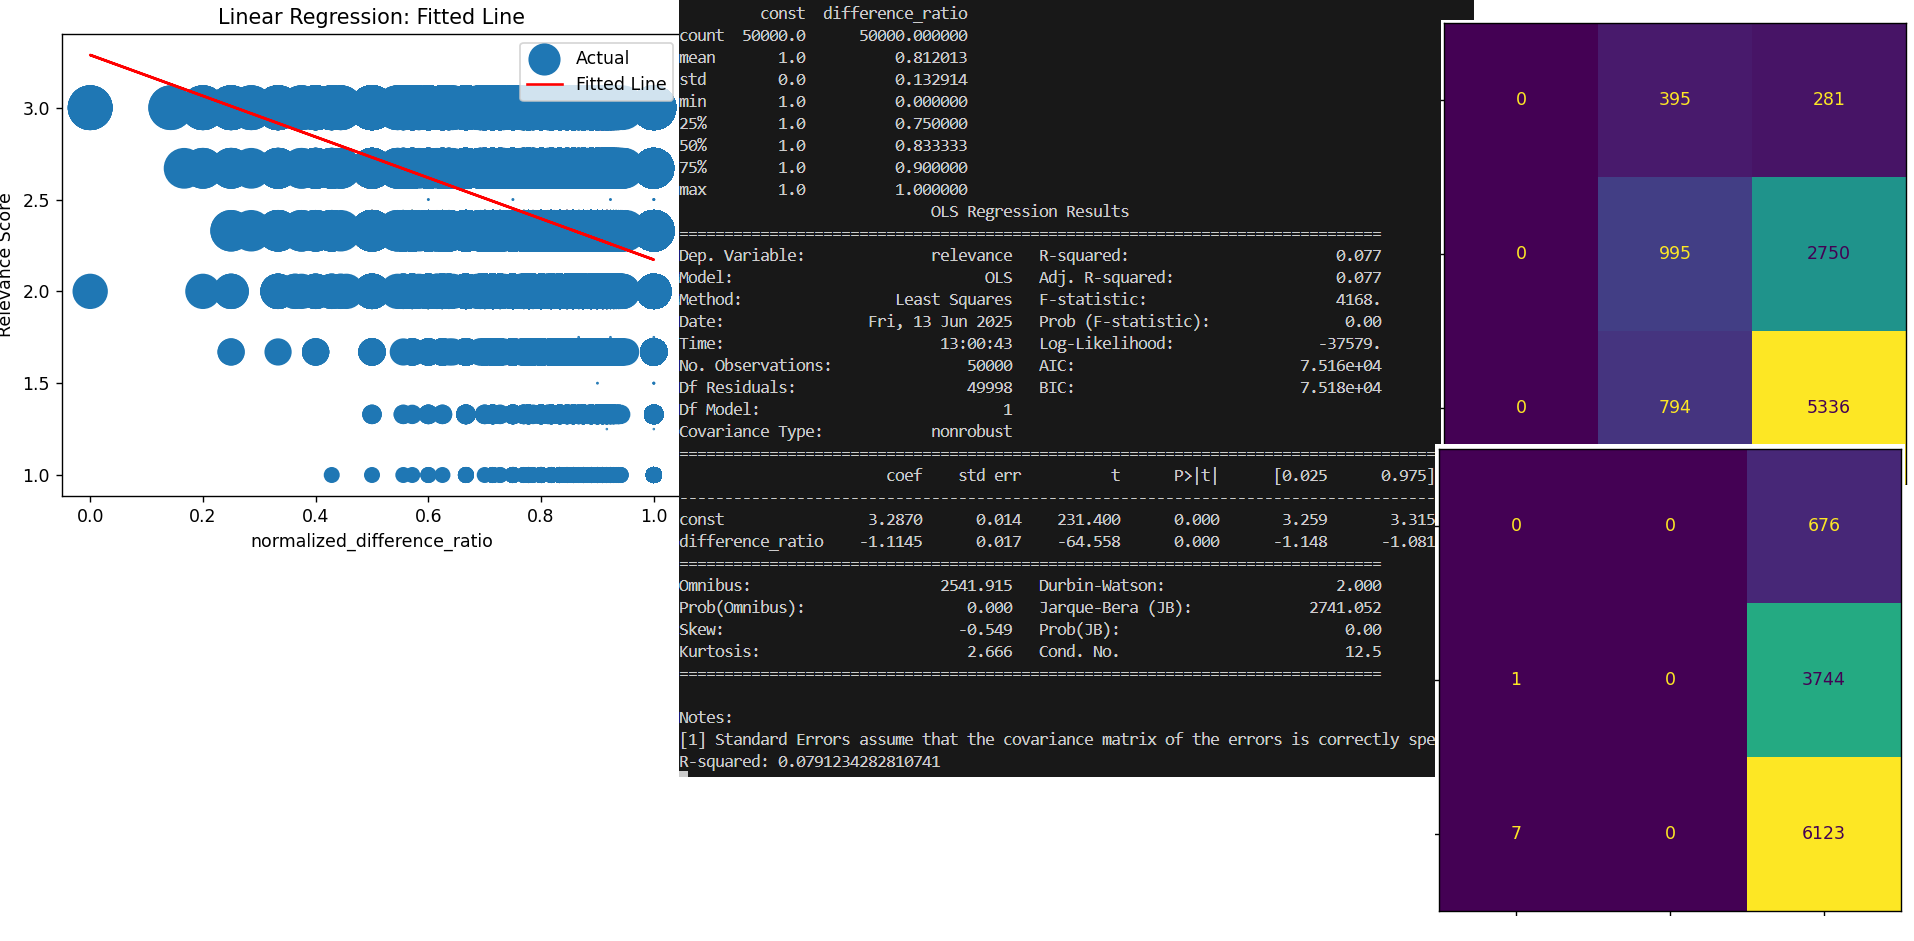 Linear Regression: Fitted Line
Actual
Fitted Line
3.0
2.5
2.0
1.5
1.0
Relevance Score
0.0 0.2 0.4 0.6 0.8 1.0
normalized_difference_ratio
const difference_ratio
count 50000.0 50000.000000
mean 1.0 0.812013
std 0.0 0.132914
min 1.0 0.000000
25% 1.0 0.750000
50% 1.0 0.833333
75% 1.0 0.900000
max 1.0 1.000000
OLS Regression Results
==============================================================================
Dep. Variable: relevance R-squared: 0.077
Model: OLS Adj. R-squared: 0.077
Method: Least Squares F-statistic: 4168.
Date: Fri, 13 Jun 2025 Prob (F-statistic): 0.00
Time: 13:00:43 Log-Likelihood: -37579.
No. Observations: 50000 AIC: 7.516e+04
Df Residuals: 49998 BIC: 7.518e+04
Df Model: 1
Covariance Type: nonrobust
====================================================================================
coef std err t P>|t| [0.025 0.975]
------------------------------------------------------------------------------------
const 3.2870 0.014 231.400 0.000 3.259 3.315
difference_ratio -1.1145 0.017 -64.558 0.000 -1.148 -1.081
==============================================================================
Omnibus: 2541.915 Durbin-Watson: 2.000
Prob(Omnibus): 0.000 Jarque-Bera (JB): 2741.052
Skew: -0.549 Prob(JB): 0.00
Kurtosis: 2.666 Cond. No. 12.5
==============================================================================
Notes:
[1] Standard Errors assume that the covariance matrix of the errors is correctly spe
R-squared: 0.0791234282810741
0 395 281
0 995 2750
0 794 5336
0 0 676
1 0 3744
7 0 6123